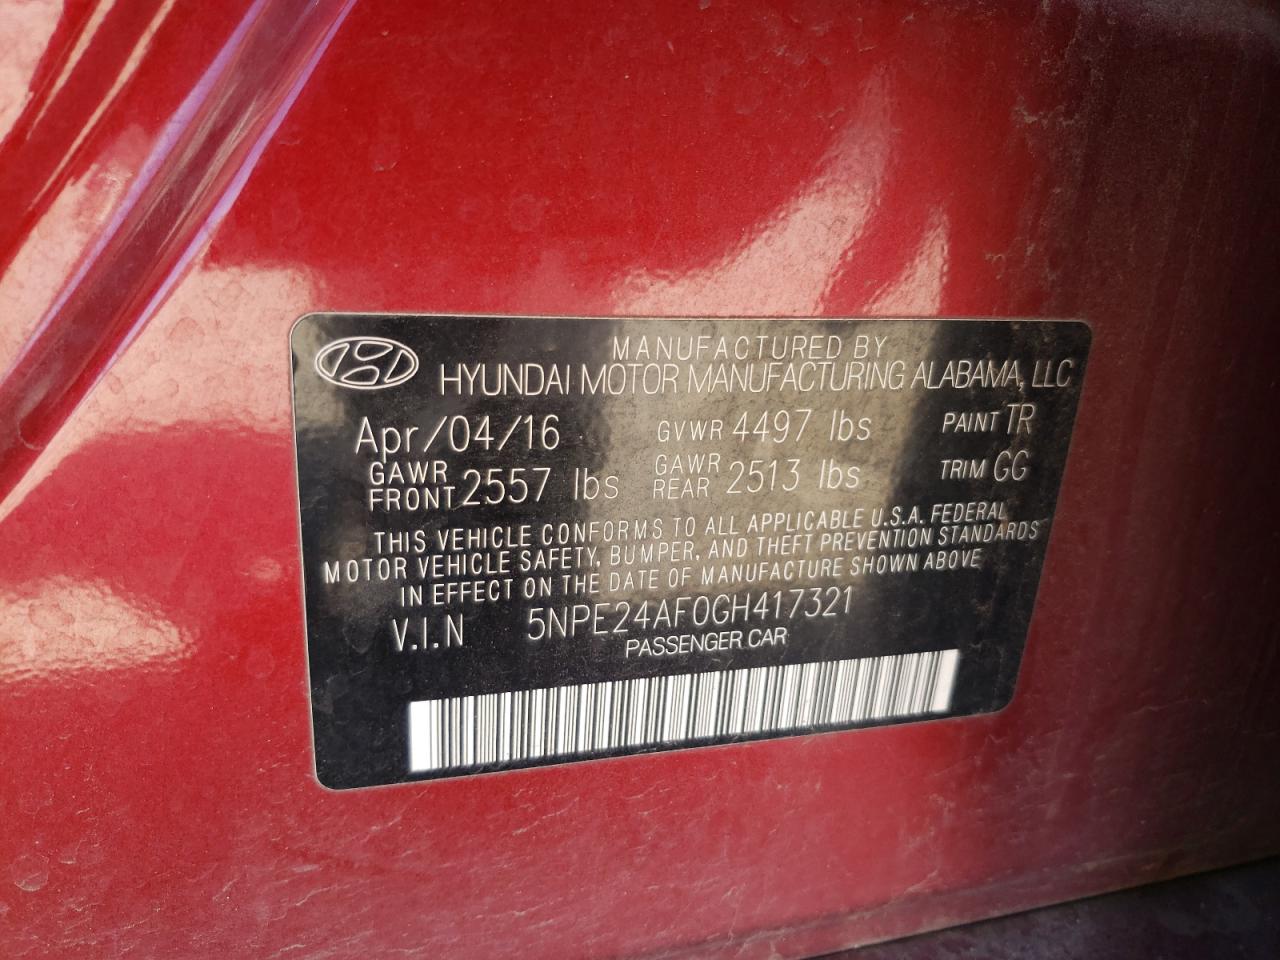 MANUFACTURED BY
HYUNDAI MOTOR MANUFACTURING ALABAMA, LLC
Apr/04/16 GVWR 4497 lbs PAINT TR
GAWR FRONT 2557 lbs GAWR REAR 2513 lbs TRIM GG
THIS VEHICLE CONFORMS TO ALL APPLICABLE U.S.A. FEDERAL
MOTOR VEHICLE SAFETY, BUMPER, AND THEFT PREVENTION STANDARDS
IN EFFECT ON THE DATE OF MANUFACTURE SHOWN ABOVE
V.I.N 5NPE24AF0GH417321
PASSENGER CAR